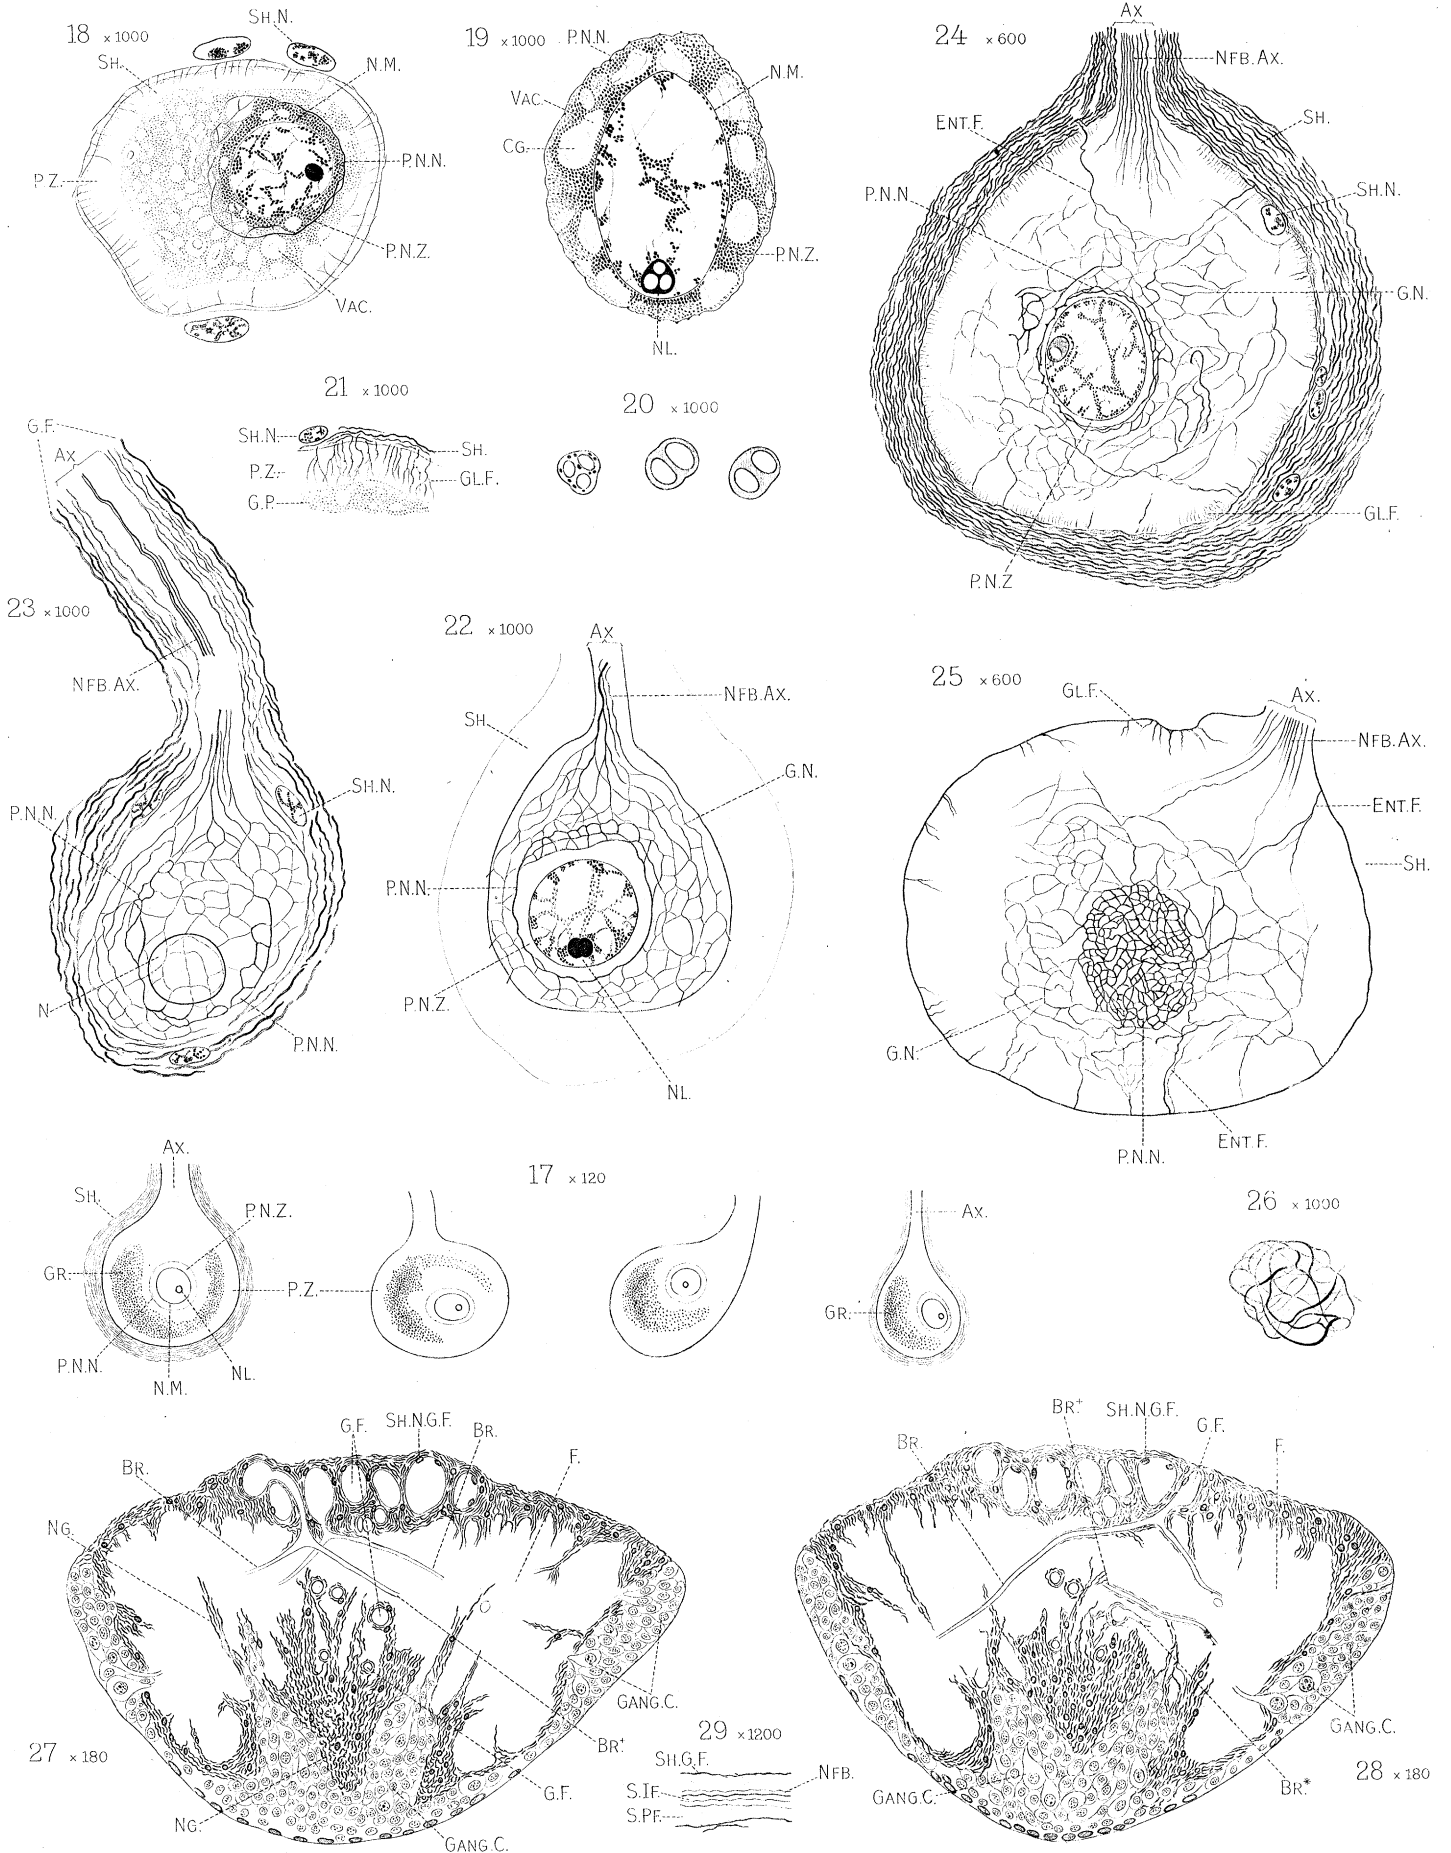 18 × 1000
Sh.N.
Sh.
N.M.
P.Z.
P.N.N.
P.N.Z.
Vac.
19 × 1000
P.N.N.
N.M.
Vac.
Cg.
P.N.Z.
NL.
24 × 600
Ax
Nfb.Ax.
Ent.F.
Sh.
P.N.N.
Sh.N.
G.N.
GL.F.
P.N.Z
21 × 1000
Sh.N.
Sh.
P.Z.
GL.F.
G.P.
20 × 1000
G.F.
Ax
23 × 1000
Nfb.Ax.
Sh.N.
P.N.N.
N
P.N.N.
22 × 1000
Ax
Nfb.Ax.
Sh.
G.N.
P.N.N.
P.N.Z.
NL.
25 × 600
GL.F.
Ax.
Nfb.Ax.
Ent.F.
Sh.
G.N.
P.N.N.
Ent.F.
17 × 120
Ax.
Sh.
P.N.Z.
Gr.
P.Z.
P.N.N.
N.M.
NL.
Ax.
Gr.
26 × 1000
G.F.
Sh.N.G.F.
Br.
Br.
F.
Ng.
Gang.C.
27 × 180
Br.†
G.F.
Ng.
Gang.C.
29 × 1200
Sh.G.F.
S.If.
Nfb.
S.Pf.
Br.†
Sh.N.G.F.
Br.
G.F.
F.
Gang.C.
28 × 180
Br.*
Gang.C.